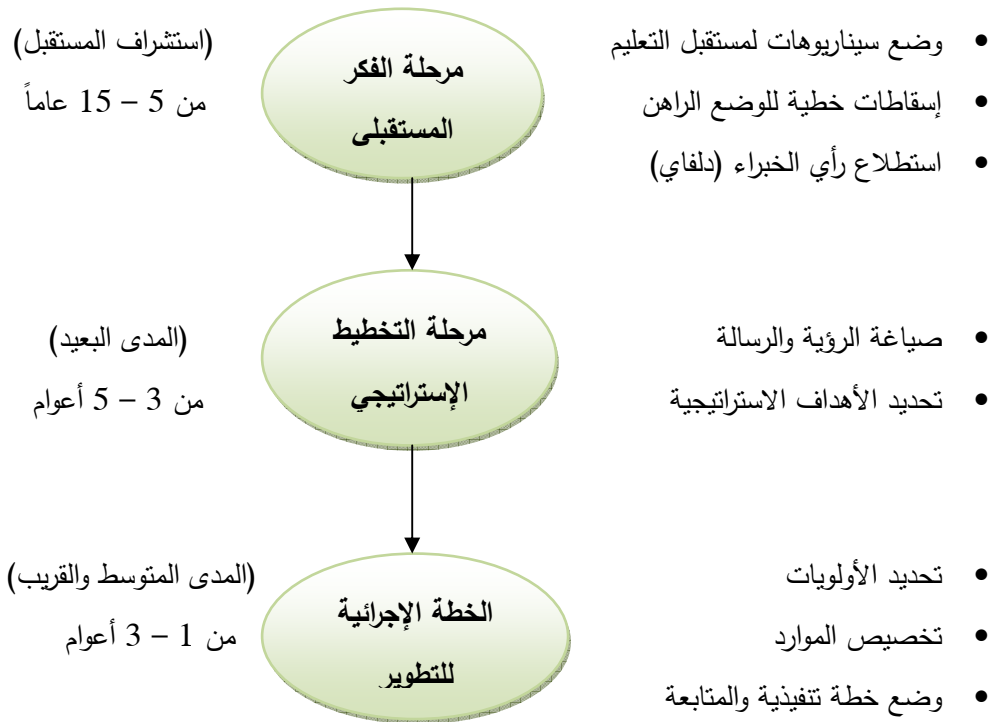 وضع سيناريوهات لمستقبل التعليم
إسقاطات خطية للوضع الراهن
استطلاع رأي الخبراء (دلفاي)
مرحلة الفكر
المستقبلى
(استشراف المستقبل)
من 5 – 15 عاماً
صياغة الرؤية والرسالة
تحديد الأهداف الاستراتيجية
مرحلة التخطيط
الإستراتيجي
(المدى البعيد)
من 3 – 5 أعوام
تحديد الأولويات
تخصيص الموارد
وضع خطة تنفيذية والمتابعة
الخطة الإجرائية
للتطوير
(المدى المتوسط والقريب)
من 1 – 3 أعوام